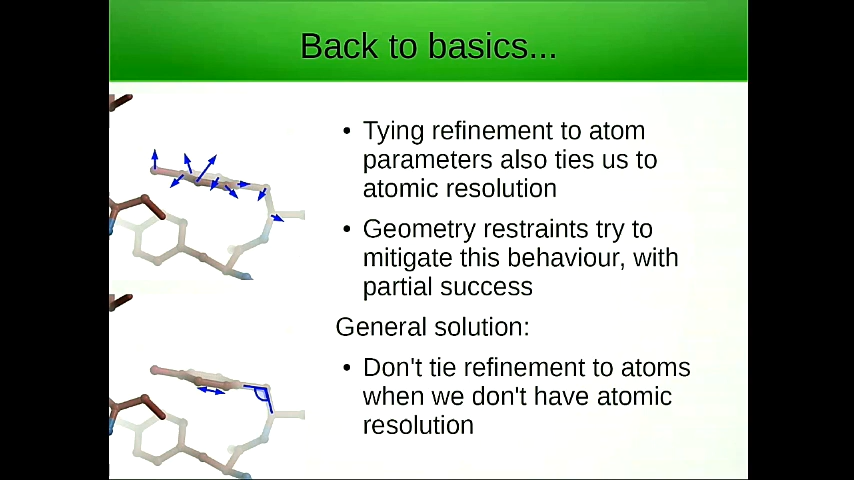 Back to basics...
• Tying refinement to atom
parameters also ties us to
atomic resolution
• Geometry restraints try to
mitigate this behaviour, with
partial success
General solution:
• Don't tie refinement to atoms
when we don't have atomic
resolution